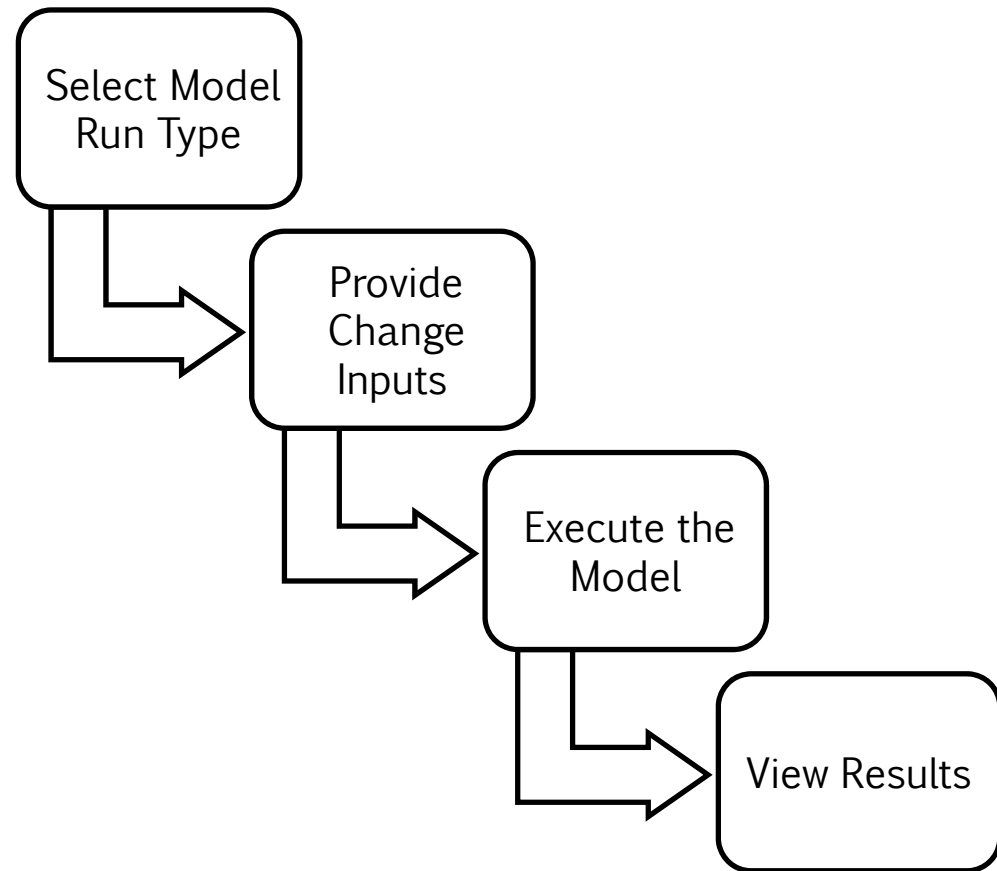 Select Model
Run Type
Provide
Change
Inputs
Execute the
Model
View Results